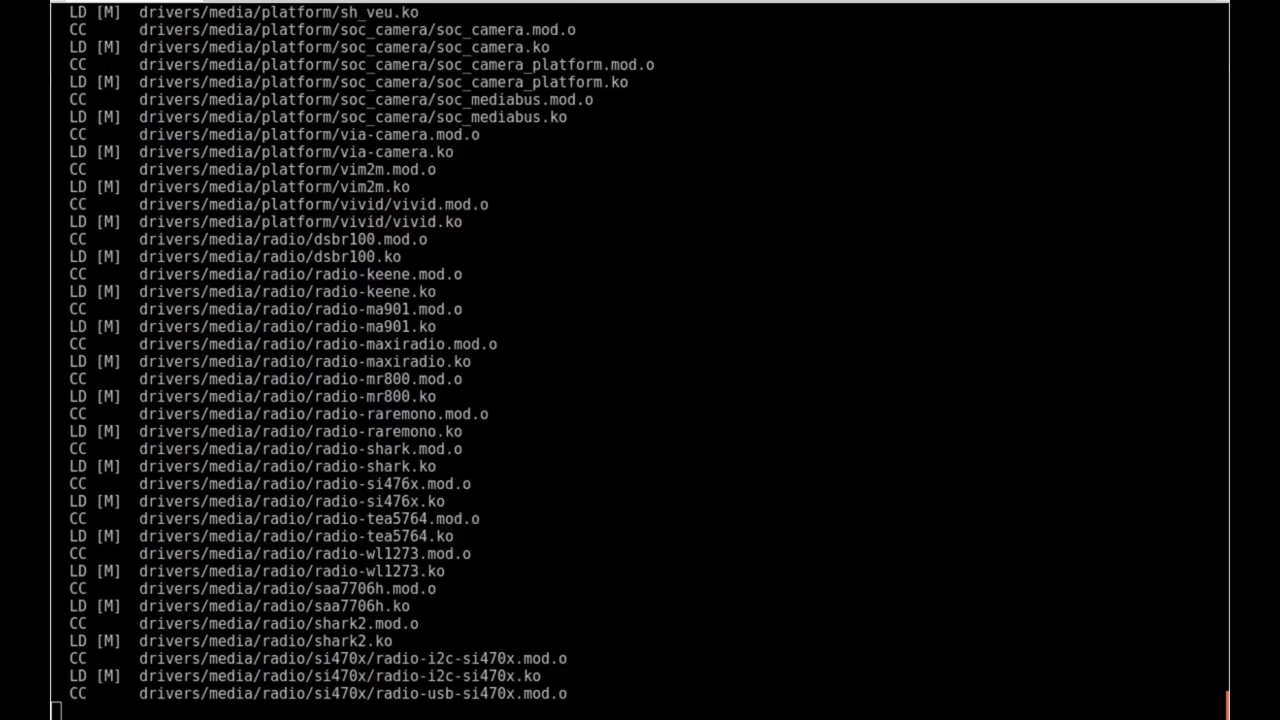 LD [M]  drivers/media/platform/sh_veu.ko
CC      drivers/media/platform/soc_camera/soc_camera.mod.o
LD [M]  drivers/media/platform/soc_camera/soc_camera.ko
CC      drivers/media/platform/soc_camera/soc_camera_platform.mod.o
LD [M]  drivers/media/platform/soc_camera/soc_camera_platform.ko
CC      drivers/media/platform/soc_camera/soc_mediabus.mod.o
LD [M]  drivers/media/platform/soc_camera/soc_mediabus.ko
CC      drivers/media/platform/via-camera.mod.o
LD [M]  drivers/media/platform/via-camera.ko
CC      drivers/media/platform/vim2m.mod.o
LD [M]  drivers/media/platform/vim2m.ko
CC      drivers/media/platform/vivid/vivid.mod.o
LD [M]  drivers/media/platform/vivid/vivid.ko
CC      drivers/media/radio/dsbr100.mod.o
LD [M]  drivers/media/radio/dsbr100.ko
CC      drivers/media/radio/radio-keene.mod.o
LD [M]  drivers/media/radio/radio-keene.ko
CC      drivers/media/radio/radio-ma901.mod.o
LD [M]  drivers/media/radio/radio-ma901.ko
CC      drivers/media/radio/radio-maxiradio.mod.o
LD [M]  drivers/media/radio/radio-maxiradio.ko
CC      drivers/media/radio/radio-mr800.mod.o
LD [M]  drivers/media/radio/radio-mr800.ko
CC      drivers/media/radio/radio-raremono.mod.o
LD [M]  drivers/media/radio/radio-raremono.ko
CC      drivers/media/radio/radio-shark.mod.o
LD [M]  drivers/media/radio/radio-shark.ko
CC      drivers/media/radio/radio-si476x.mod.o
LD [M]  drivers/media/radio/radio-si476x.ko
CC      drivers/media/radio/radio-tea5764.mod.o
LD [M]  drivers/media/radio/radio-tea5764.ko
CC      drivers/media/radio/radio-wl1273.mod.o
LD [M]  drivers/media/radio/radio-wl1273.ko
CC      drivers/media/radio/saa7706h.mod.o
LD [M]  drivers/media/radio/saa7706h.ko
CC      drivers/media/radio/shark2.mod.o
LD [M]  drivers/media/radio/shark2.ko
CC      drivers/media/radio/si470x/radio-i2c-si470x.mod.o
LD [M]  drivers/media/radio/si470x/radio-i2c-si470x.ko
CC      drivers/media/radio/si470x/radio-usb-si470x.mod.o